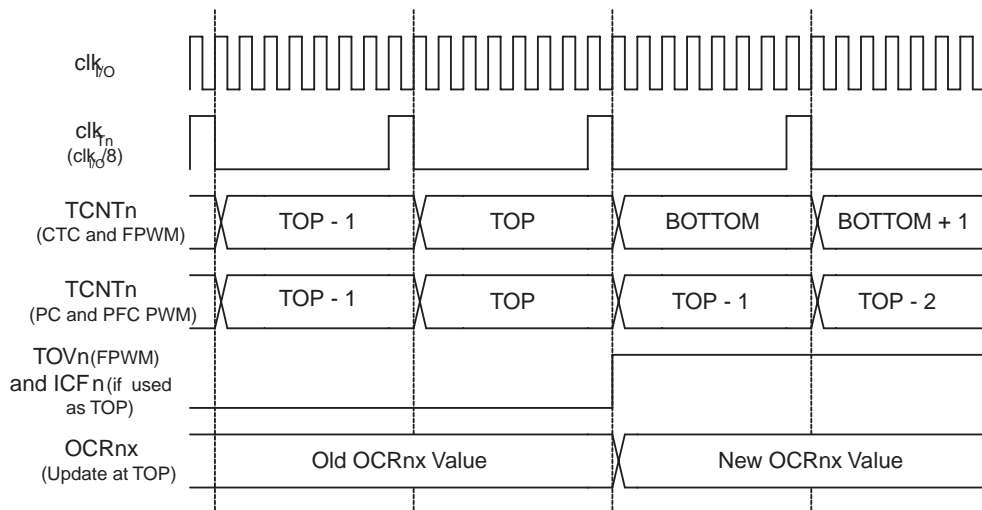 clkI/O
clkTn
(clkI/O/8)
TCNTn
(CTC and FPWM)
TOP - 1 TOP BOTTOM BOTTOM + 1
TCNTn
(PC and PFC PWM)
TOP - 1 TOP TOP - 1 TOP - 2
TOVn(FPWM)
and ICFn(if used
as TOP)
OCRnx
(Update at TOP)
Old OCRnx Value New OCRnx Value